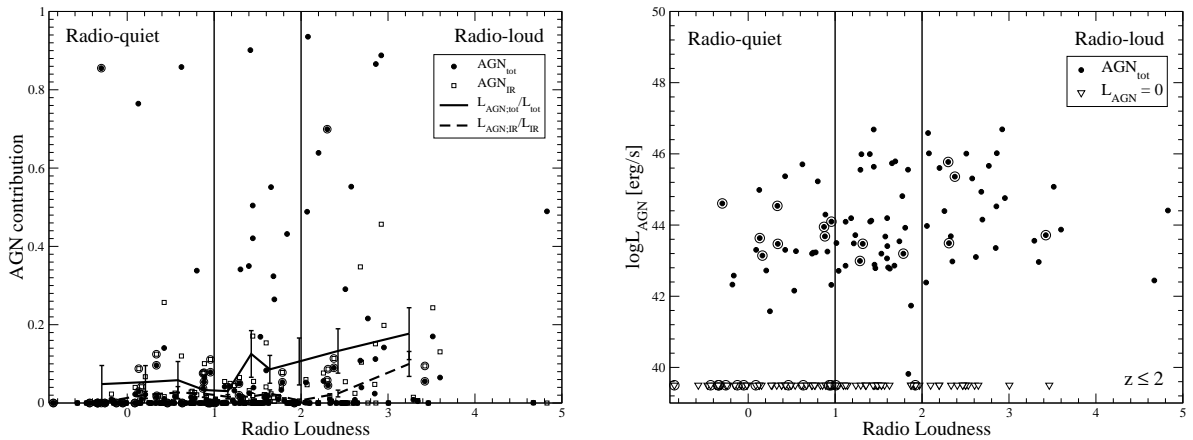 Radio-quiet
Radio-loud
AGN_tot
AGN_IR
L_AGN;tot/L_tot
L_AGN;IR/L_IR
AGN contribution
1
0.8
0.6
0.4
0.2
0
0 1 2 3 4 5
Radio Loudness
Radio-quiet
Radio-loud
AGN_tot
L_AGN = 0
logL_AGN [erg/s]
50
48
46
44
42
40
z ≤ 2
0 1 2 3 4 5
Radio Loudness